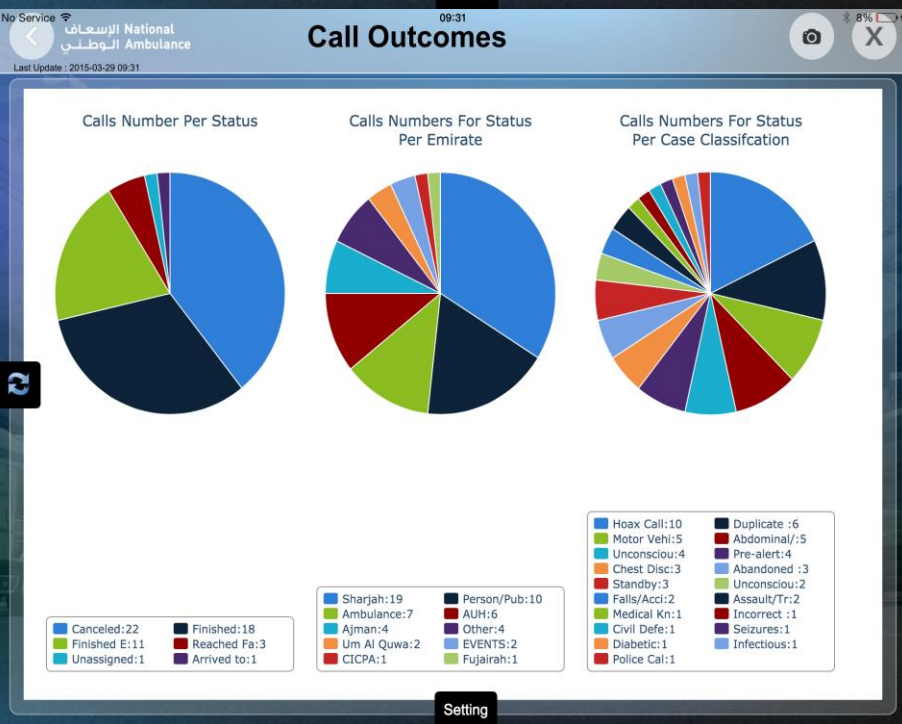 No Service 09:31 8%
الإسعاف National
الـوطـنـي Ambulance
Call Outcomes
X
Last Update : 2015-03-29 09:31
Calls Number Per Status
Calls Numbers For Status
Per Emirate
Calls Numbers For Status
Per Case Classifcation
Canceled:22 Finished:18
Finished E:11 Reached Fa:3
Unassigned:1 Arrived to:1
Sharjah:19 Person/Pub:10
Ambulance:7 AUH:6
Ajman:4 Other:4
Um Al Quwa:2 EVENTS:2
CICPA:1 Fujairah:1
Hoax Call:10 Duplicate :6
Motor Vehi:5 Abdominal/:5
Unconsciou:4 Pre-alert:4
Chest Disc:3 Abandoned :3
Standby:3 Unconsciou:2
Falls/Acci:2 Assault/Tr:2
Medical Kn:1 Incorrect :1
Civil Defe:1 Seizures:1
Diabetic:1 Infectious:1
Police Cal:1
Setting